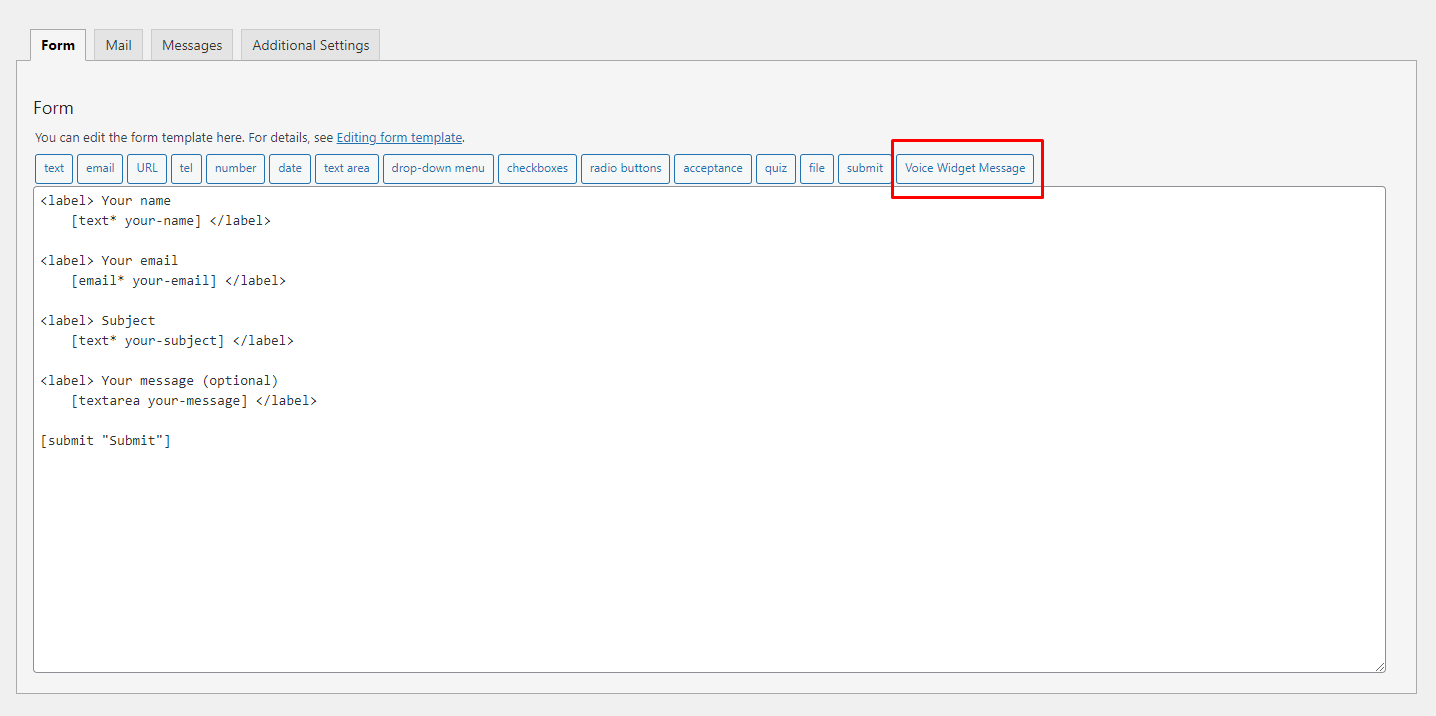 Form Mail Messages Additional Settings
Form
You can edit the form template here. For details, see Editing form template.
text email URL tel number date text area drop-down menu checkboxes radio buttons acceptance quiz file submit Voice Widget Message
<label> Your name
    [text* your-name] </label>
<label> Your email
    [email* your-email] </label>
<label> Subject
    [text* your-subject] </label>
<label> Your message (optional)
    [textarea your-message] </label>
[submit "Submit"]